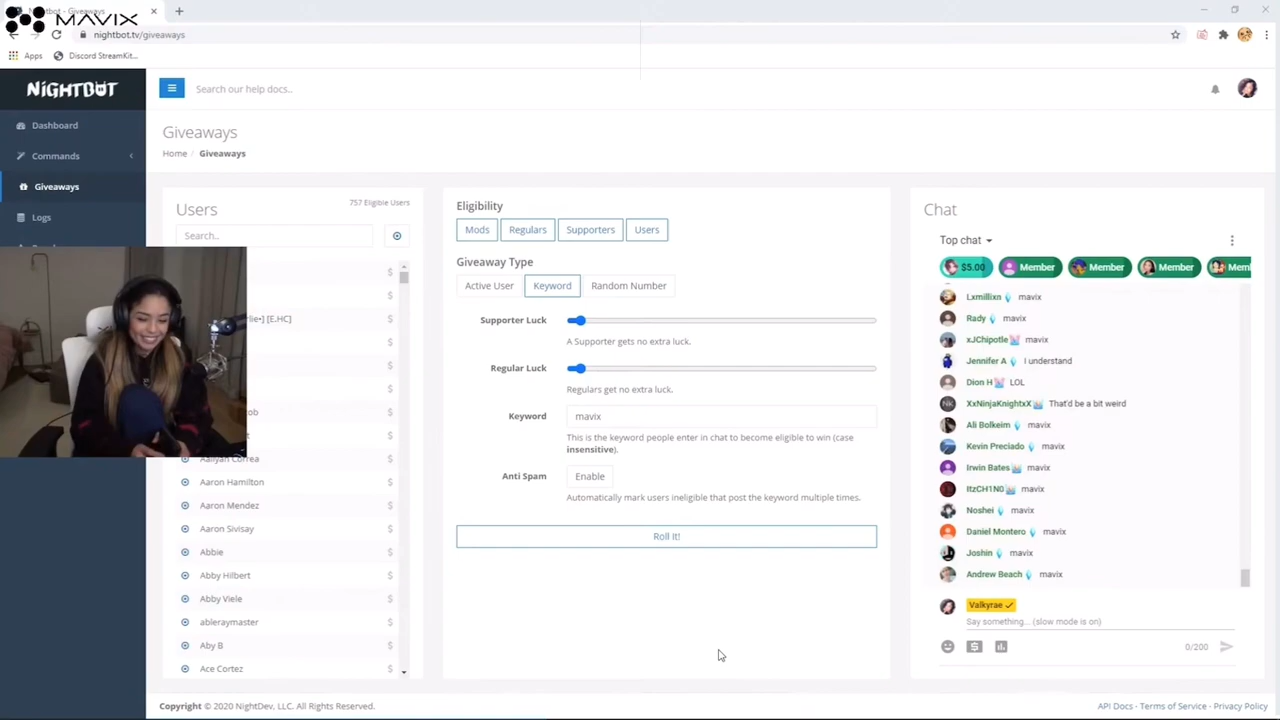 MAVIX
Nightbot - Giveaways
nightbot.tv/giveaways
Apps
Discord StreamKit...
NIGHTBOT
Search our help docs..
Dashboard
Commands
Giveaways
Logs
Giveaways
Home / Giveaways
Users
757 Eligible Users
Search..
[E.HC]
Aaliyah Correa
Aaron Hamilton
Aaron Mendez
Aaron Sivisay
Abbie
Abby Hilbert
Abby Viele
ableraymaster
Aby B
Ace Cortez
Eligibility
Mods
Regulars
Supporters
Users
Giveaway Type
Active User
Keyword
Random Number
Supporter Luck
A Supporter gets no extra luck.
Regular Luck
Regulars get no extra luck.
Keyword
mavix
This is the keyword people enter in chat to become eligible to win (case
insensitive).
Anti Spam
Enable
Automatically mark users ineligible that post the keyword multiple times.
Roll It!
Chat
Top chat
$5.00
Member
Member
Member
Memb
Lxmillixn mavix
Rady mavix
xJChipotle mavix
Jennifer A I understand
Dion H LOL
NK XxNinjaKnightxX That'd be a bit weird
Ali Bolkeim mavix
Kevin Preciado mavix
Irwin Bates mavix
ItzCH1N0 mavix
Noshei mavix
Daniel Montero mavix
Joshin mavix
Andrew Beach mavix
Valkyrae
Say something... (slow mode is on)
0/200
Copyright © 2020 NightDev, LLC. All Rights Reserved.
API Docs - Terms of Service - Privacy Policy